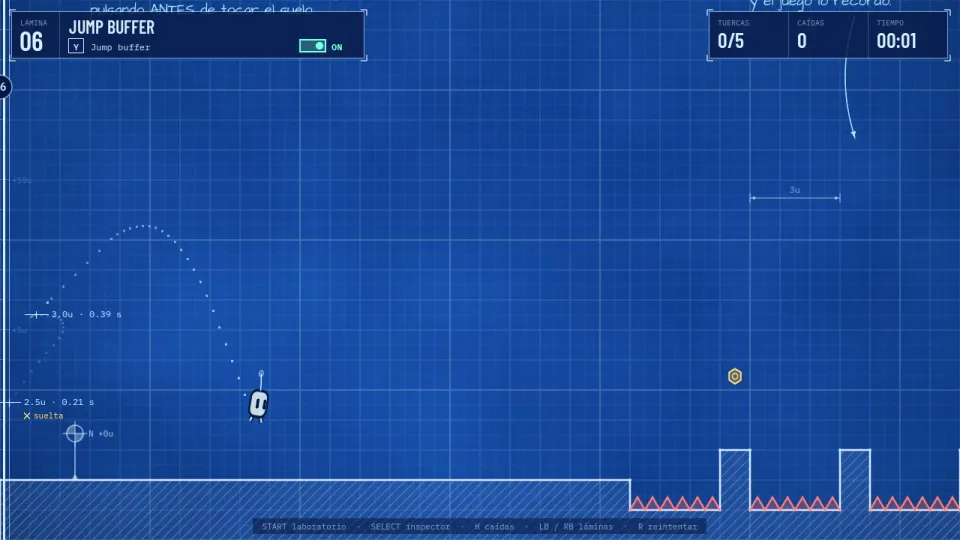 pulsando ANTES de tocar el suelo
y el juego lo recordó.
LÁMINA
06
JUMP BUFFER
Y Jump buffer
ON
TUERCAS
0/5
CAÍDAS
0
TIEMPO
00:01
6
+10u
3u
3.0u · 0.39 s
+5u
2.5u · 0.21 s
× suelta
N +0u
START laboratorio · SELECT inspector · H caídas · LB / RB láminas · R reintentar